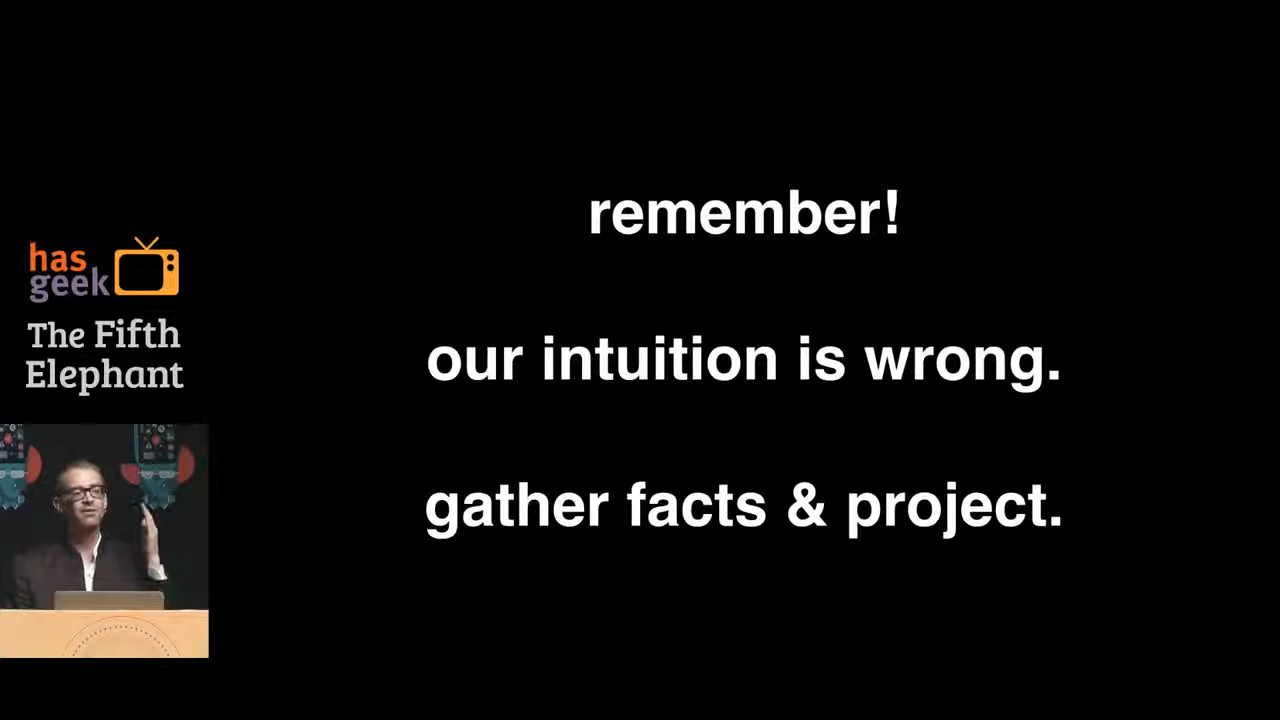 remember!
our intuition is wrong.
gather facts & project.
has
geek
The Fifth
Elephant